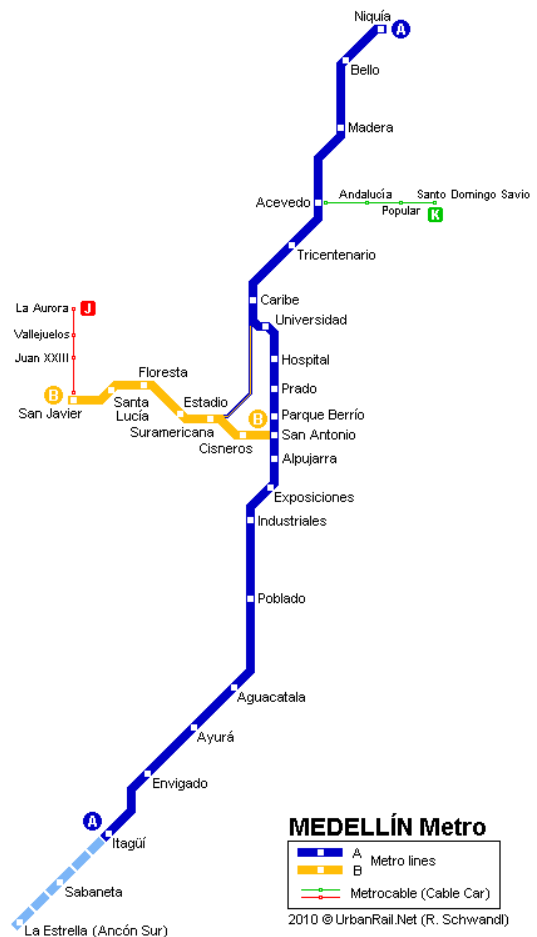 Niquía
A
Bello
Madera
Acevedo
Andalucía
Santo Domingo Savio
Popular
K
Tricentenario
Caribe
Universidad
La Aurora
J
Vallejuelos
Juan XXIII
Hospital
Floresta
Prado
B
San Javier
Santa
Lucía
Estadio
Suramericana
B
Parque Berrío
San Antonio
Cisneros
Alpujarra
Exposiciones
Industriales
Poblado
Aguacatala
Ayurá
Envigado
A
Itagüí
Sabaneta
La Estrella (Ancón Sur)
MEDELLÍN Metro
A
Metro lines
B
Metrocable (Cable Car)
2010 © UrbanRail.Net (R. Schwandl)